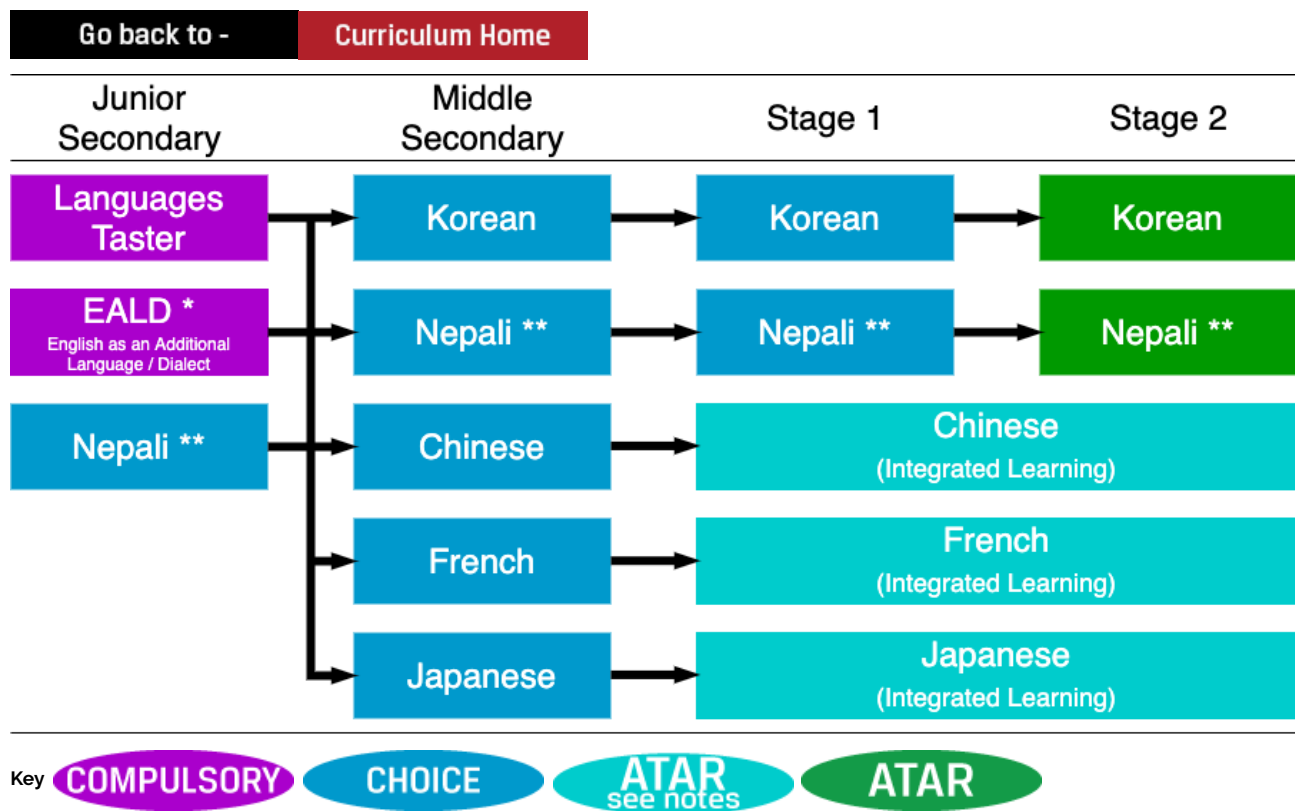 Go back to - Curriculum Home
Junior
Secondary
Middle
Secondary
Stage 1
Stage 2
Languages
Taster
Korean
Korean
Korean
EALD *
English as an Additional
Language / Dialect
Nepali **
Nepali **
Nepali **
Nepali **
Chinese
Chinese
(Integrated Learning)
French
French
(Integrated Learning)
Japanese
Japanese
(Integrated Learning)
Key COMPULSORY CHOICE ATAR
see notes
ATAR